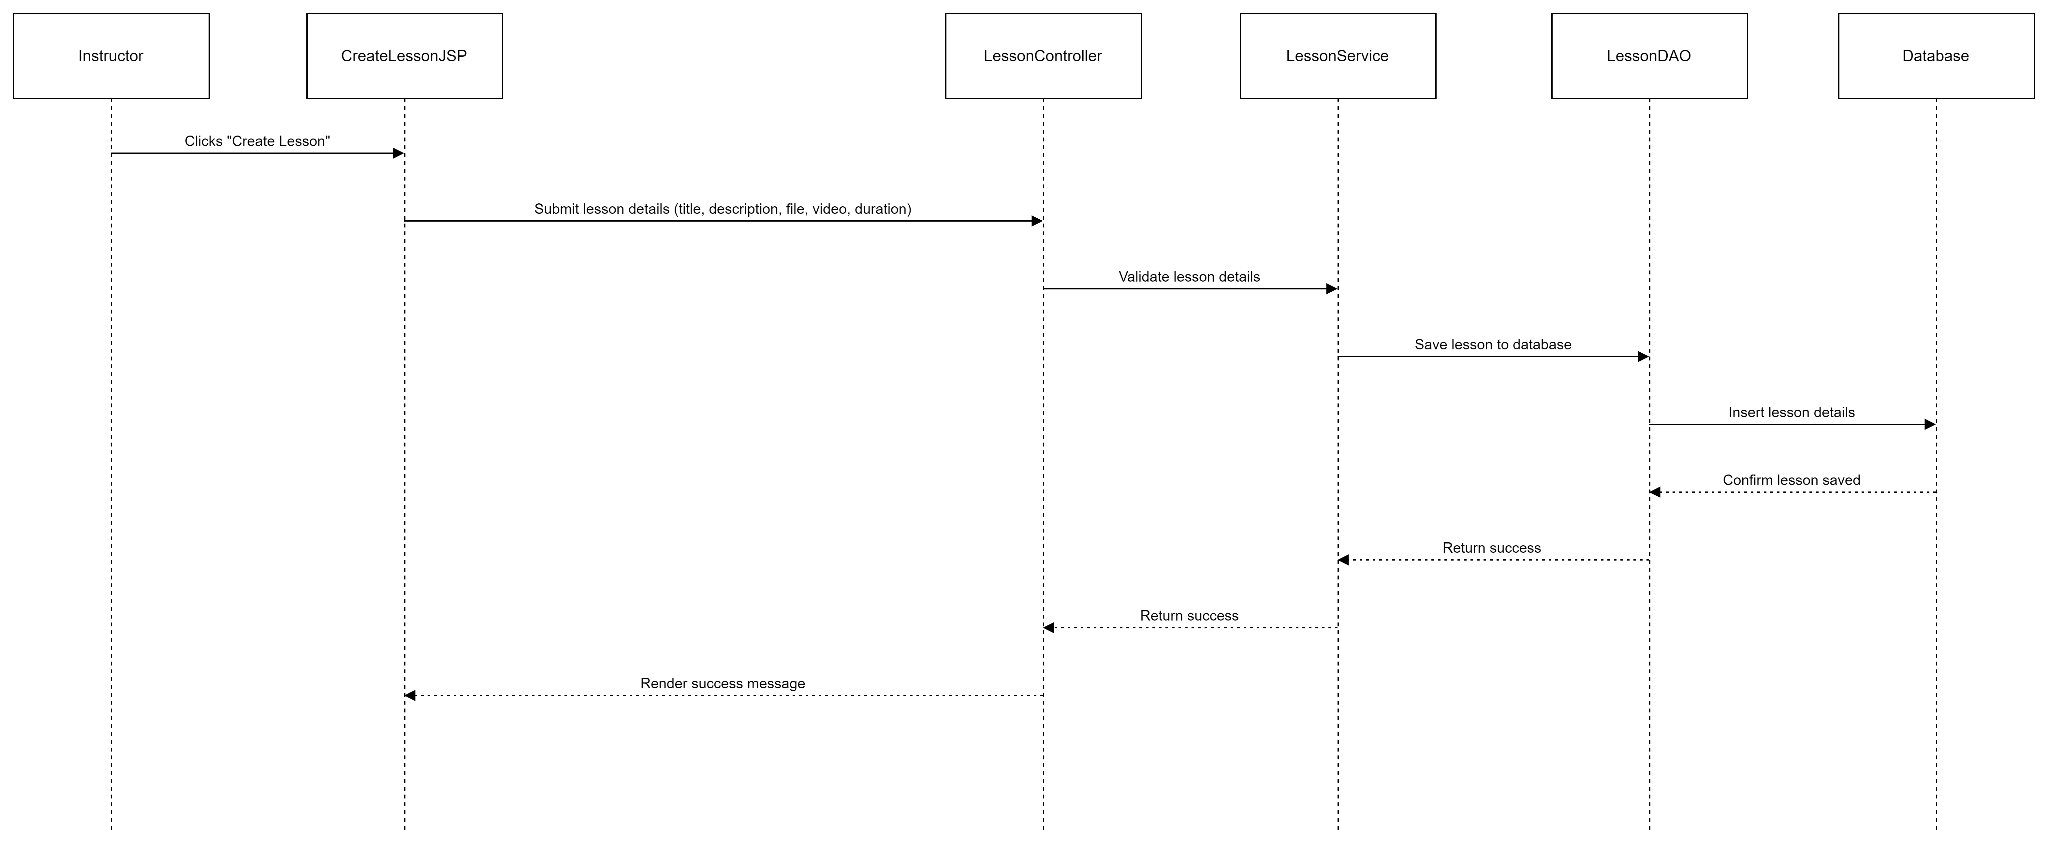 Instructor
CreateLessonJSP
LessonController
LessonService
LessonDAO
Database
Clicks "Create Lesson"
Submit lesson details (title, description, file, video, duration)
Validate lesson details
Save lesson to database
Insert lesson details
Confirm lesson saved
Return success
Return success
Render success message